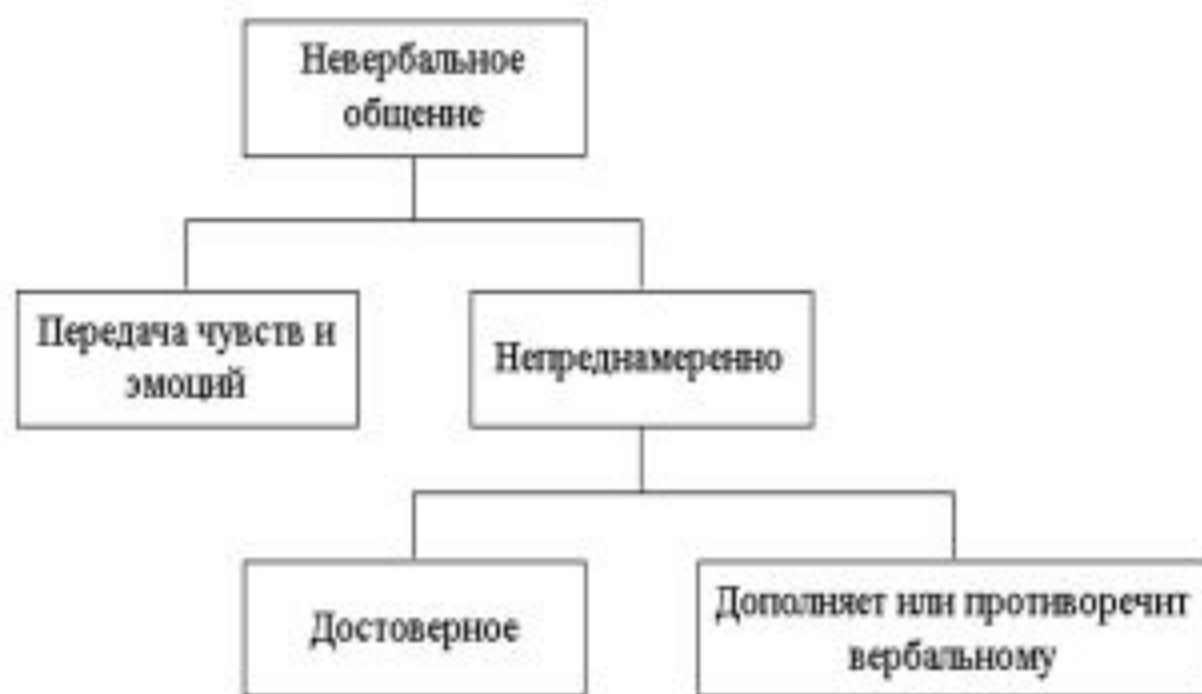 Невербальное
общение
Передача чувств и
эмоций
Непреднамеренно
Достоверное
Дополняет или противоречит
вербальному